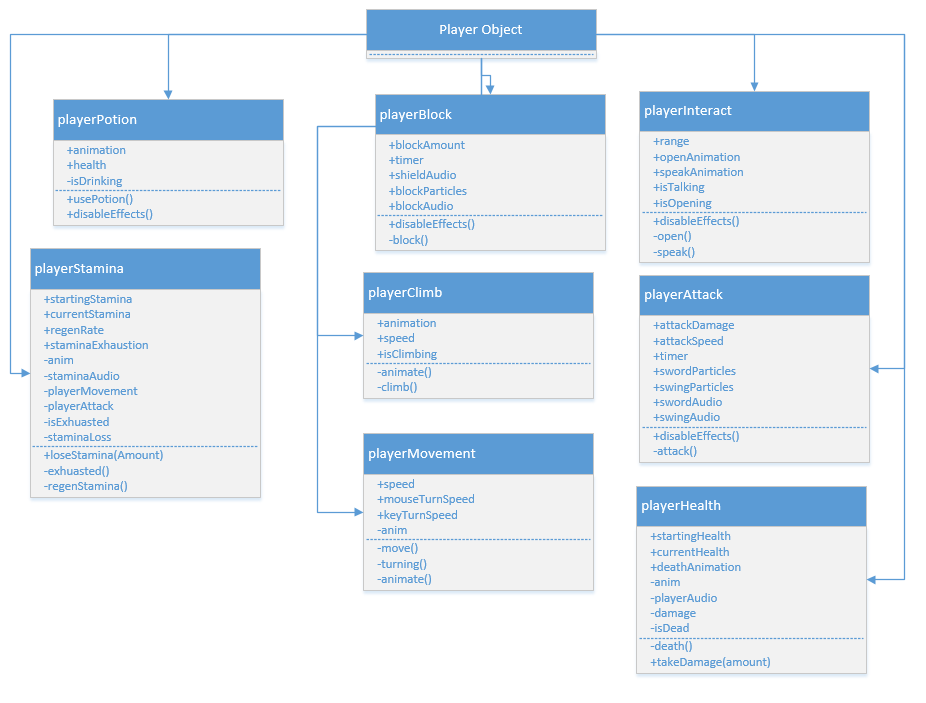 Player Object
playerPotion
+animation
+health
-isDrinking
+usePotion()
+disableEffects()
playerStamina
+startingStamina
+currentStamina
+regenRate
+staminaExhaustion
-anim
-staminaAudio
-playerMovement
-playerAttack
-isExhuasted
-staminaLoss
+loseStamina(Amount)
-exhuasted()
-regenStamina()
playerBlock
+blockAmount
+timer
+shieldAudio
+blockParticles
+blockAudio
+disableEffects()
-block()
playerClimb
+animation
+speed
+isClimbing
-animate()
-climb()
playerMovement
+speed
+mouseTurnSpeed
+keyTurnSpeed
-anim
-move()
-turning()
-animate()
playerInteract
+range
+openAnimation
+speakAnimation
+isTalking
+isOpening
+disableEffects()
-open()
-speak()
playerAttack
+attackDamage
+attackSpeed
+timer
+swordParticles
+swingParticles
+swordAudio
+swingAudio
+disableEffects()
-attack()
playerHealth
+startingHealth
+currentHealth
+deathAnimation
-anim
-playerAudio
-damage
-isDead
-death()
+takeDamage(amount)